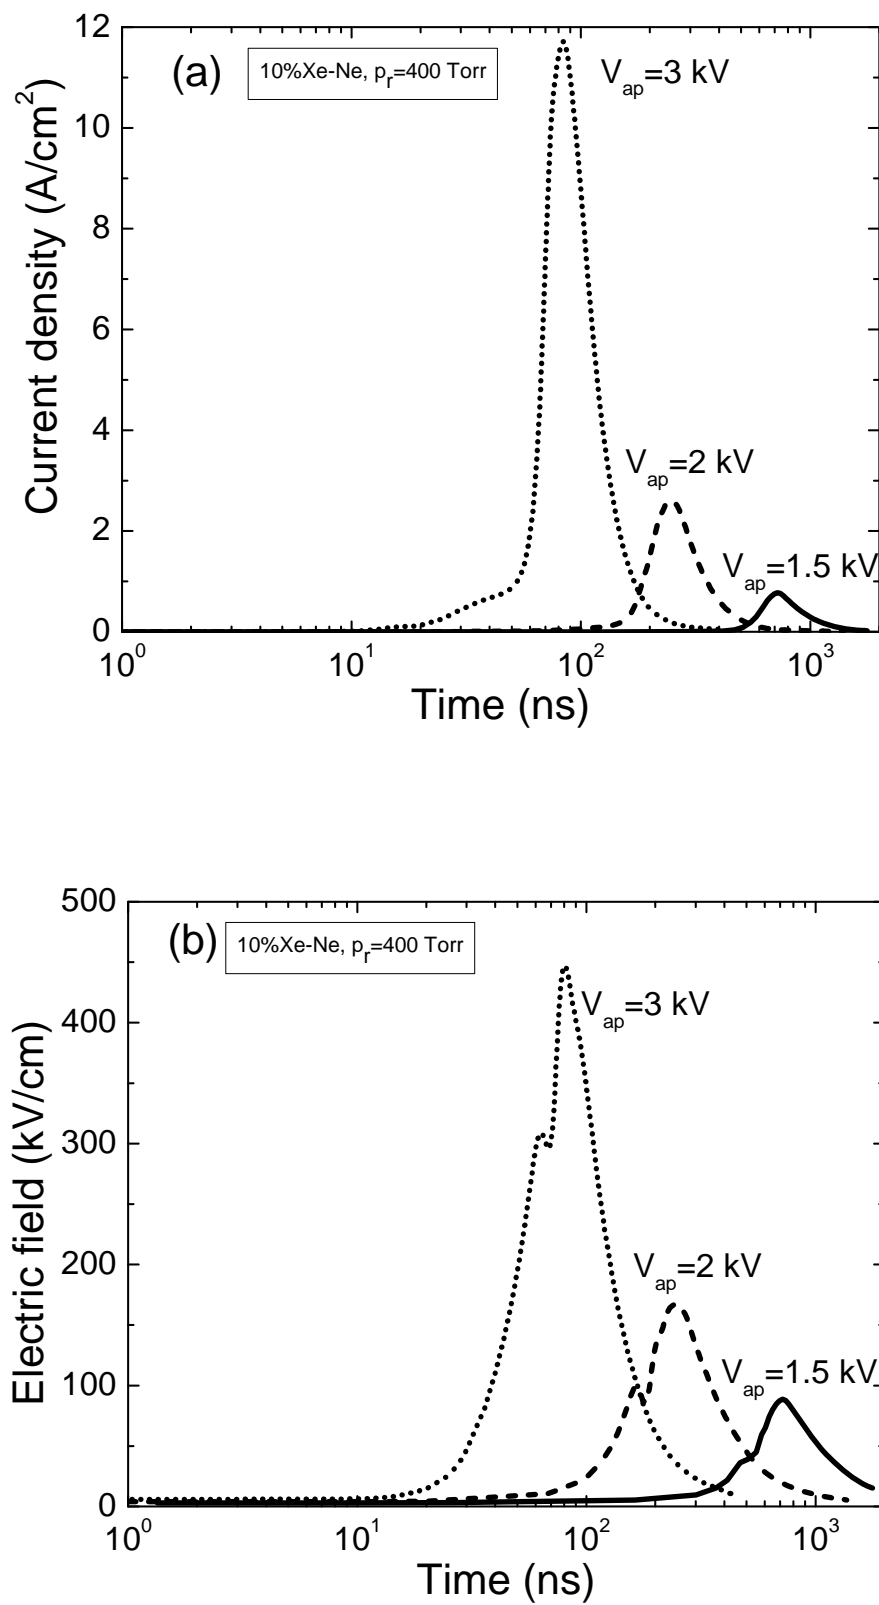 (a)
10%Xe-Ne, pr=400 Torr
Vap=3 kV
Vap=2 kV
Vap=1.5 kV
Current density (A/cm²)
12
10
8
6
4
2
0
10⁰ 10¹ 10² 10³
Time (ns)
(b)
10%Xe-Ne, pr=400 Torr
Vap=3 kV
Vap=2 kV
Vap=1.5 kV
Electric field (kV/cm)
500
400
300
200
100
0
10⁰ 10¹ 10² 10³
Time (ns)